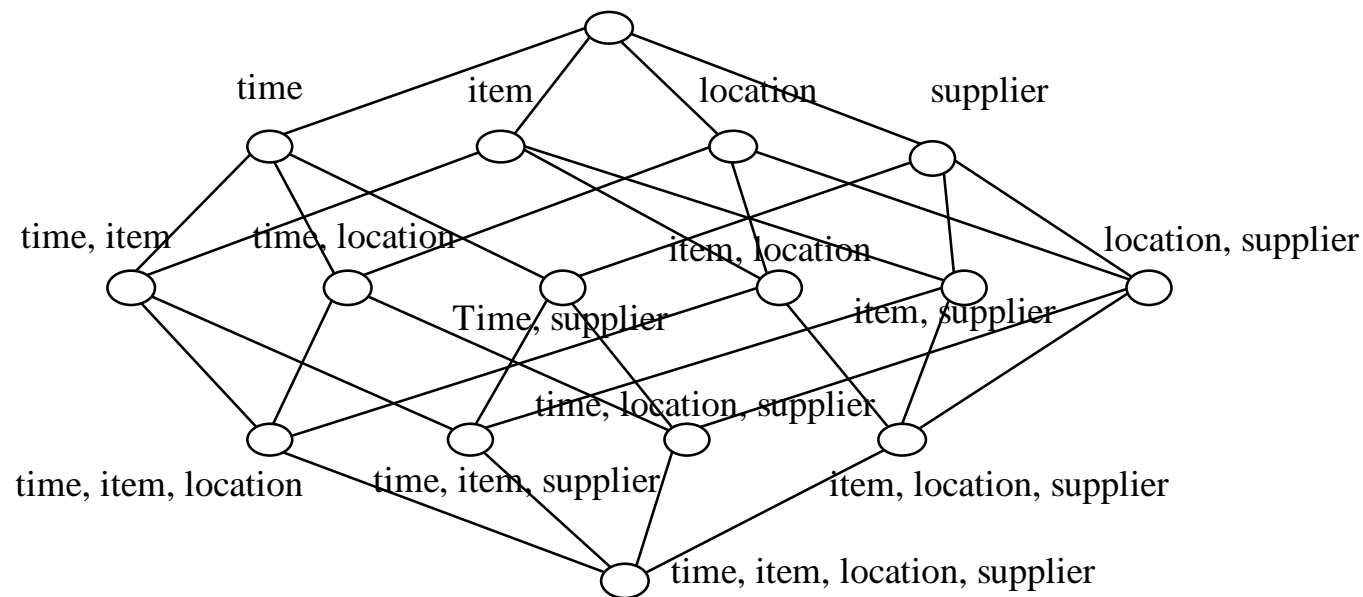 time
item
location
supplier
time, item
time, location
item, location
location, supplier
Time, supplier
item, supplier
time, location, supplier
time, item, location
time, item, supplier
item, location, supplier
time, item, location, supplier